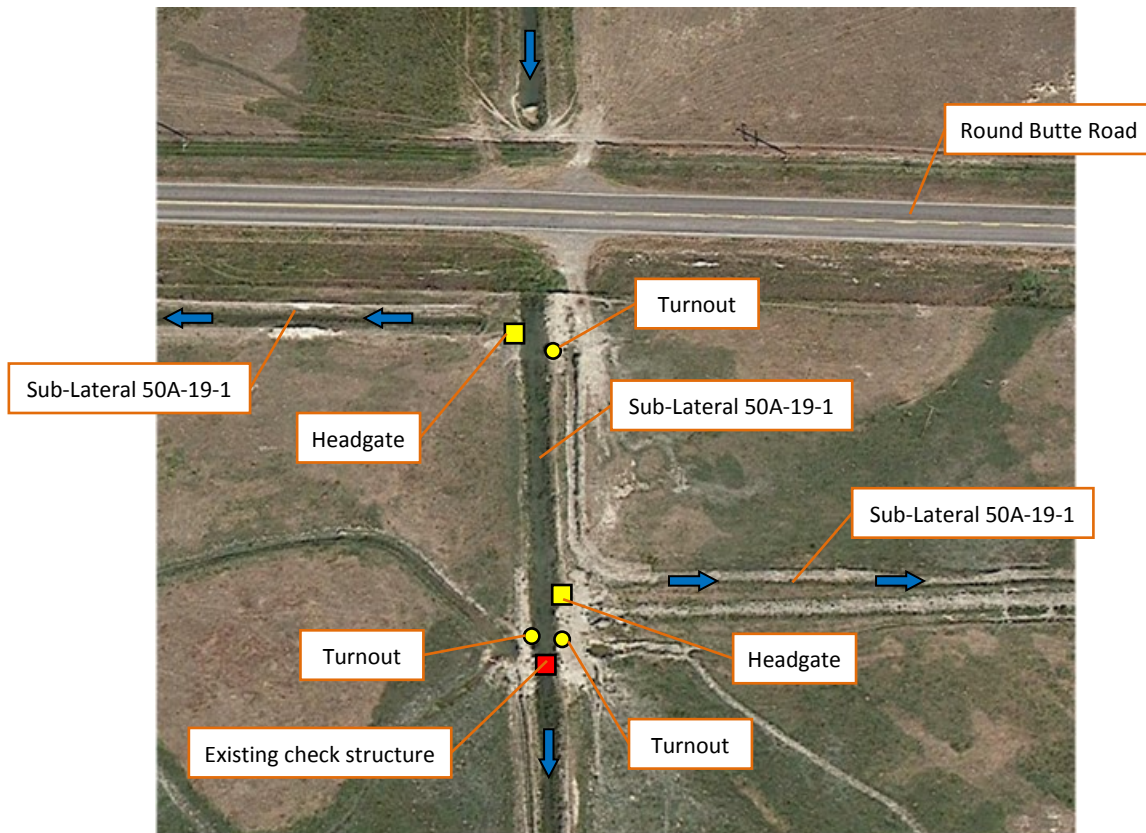 Round Butte Road
Turnout
Sub-Lateral 50A-19-1
Sub-Lateral 50A-19-1
Headgate
Sub-Lateral 50A-19-1
Turnout
Headgate
Existing check structure
Turnout